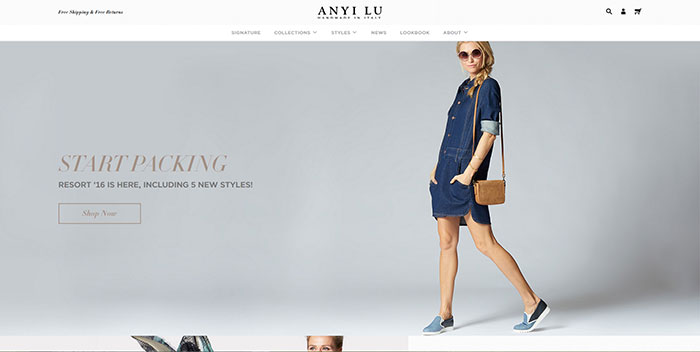 Free Shipping & Free Returns
ANYI LU
HANDMADE IN ITALY
SIGNATURE COLLECTIONS STYLES NEWS LOOKBOOK ABOUT
START PACKING
RESORT '16 IS HERE, INCLUDING 5 NEW STYLES!
Shop Now